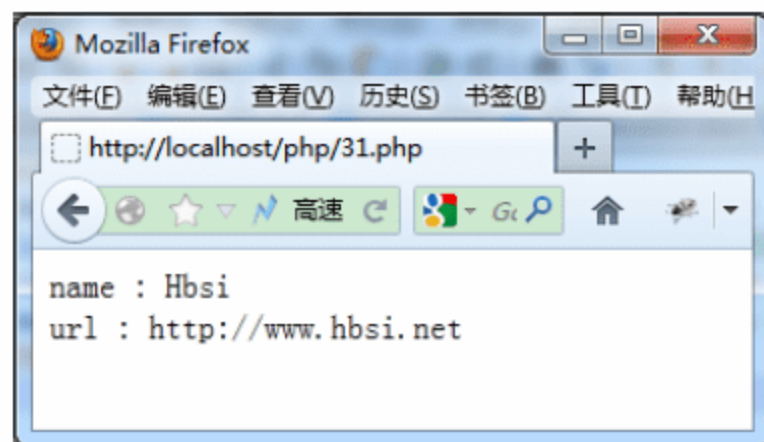 Mozilla Firefox
文件(F) 编辑(E) 查看(V) 历史(S) 书签(B) 工具(T) 帮助(H
http://localhost/php/31.php
高速 Go
name : Hbsi
url : http://www.hbsi.net